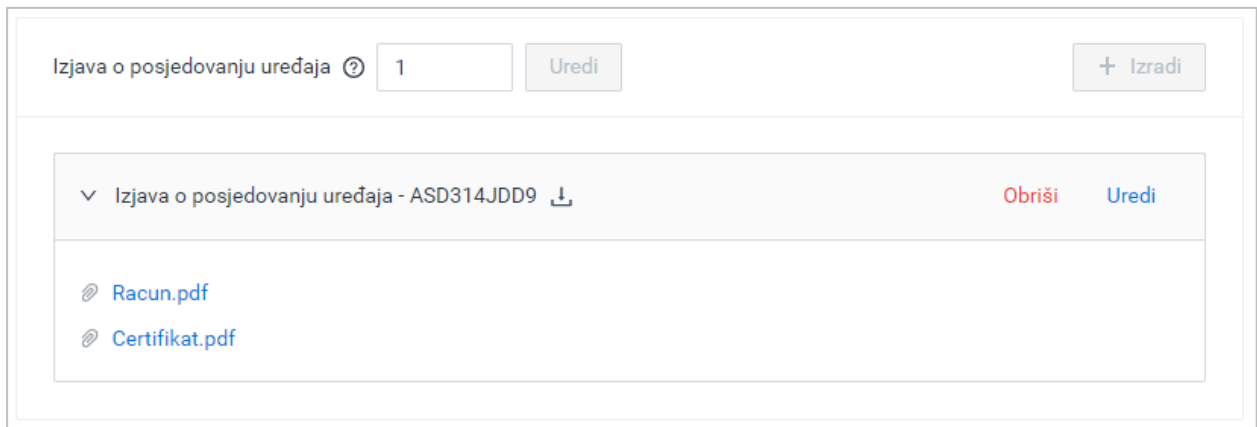 Izjava o posjedovanju uređaja ? 1 Uredi + Izradi
Izjava o posjedovanju uređaja - ASD314JDD9 Obriši Uredi
Racun.pdf
Certifikat.pdf